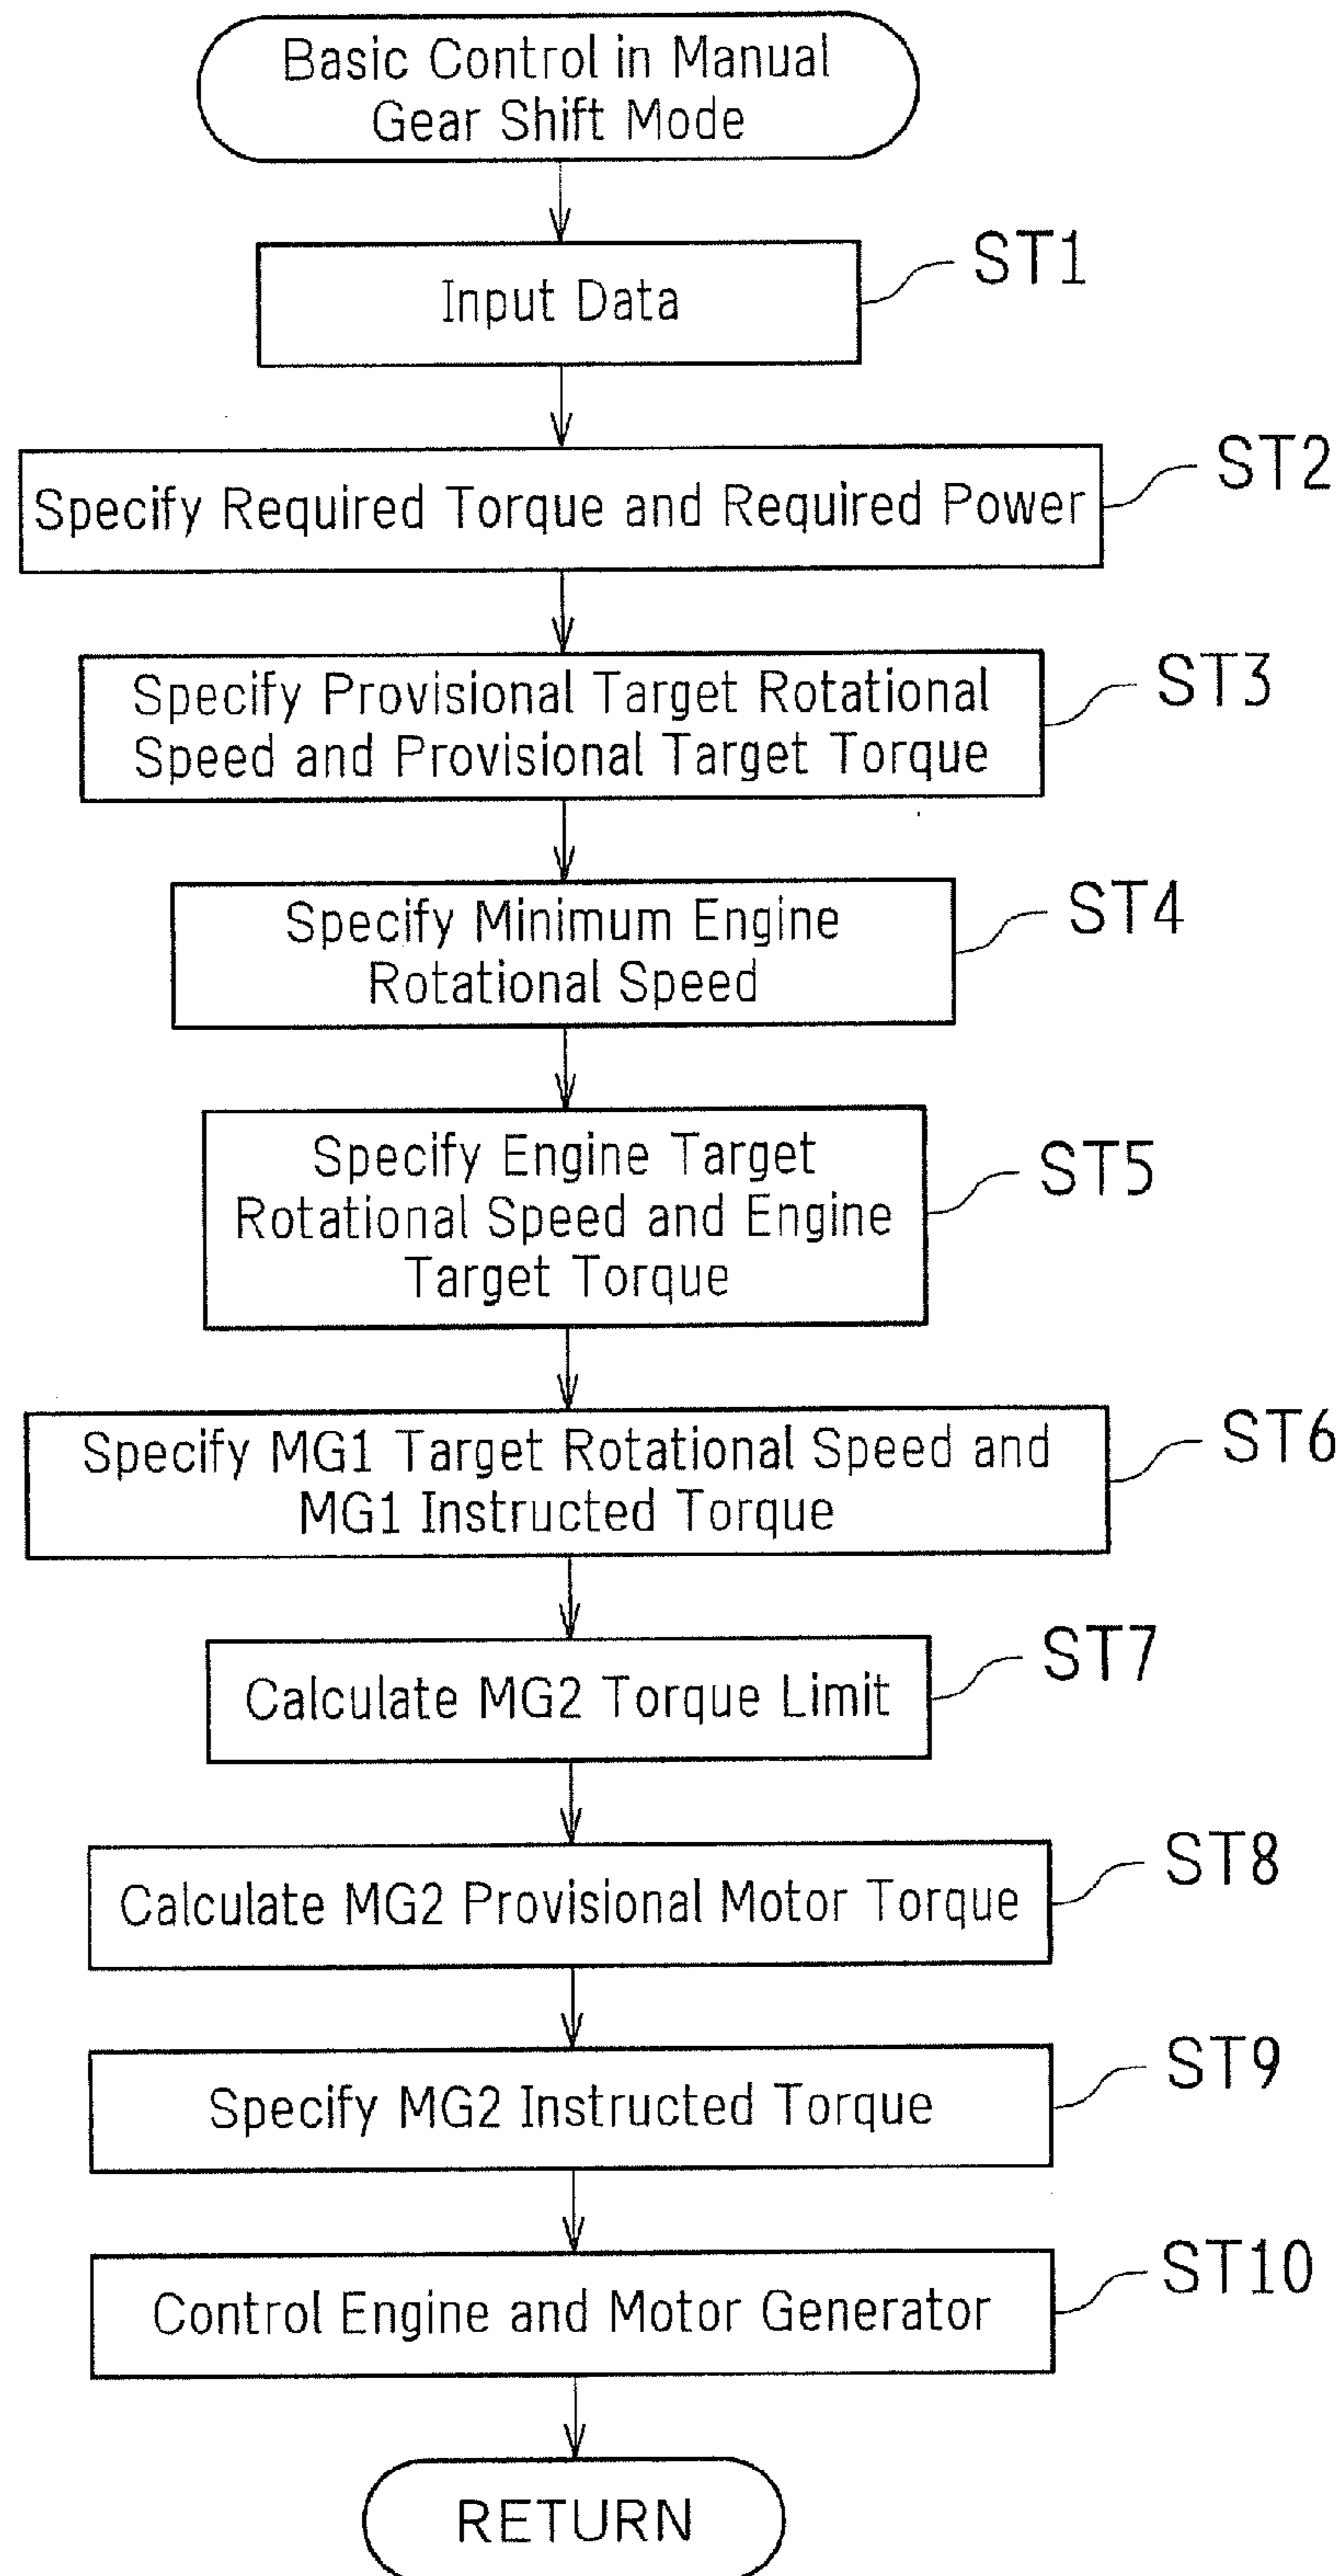 Basic Control in Manual
Gear Shift Mode
Input Data
ST1
Specify Required Torque and Required Power
ST2
Specify Provisional Target Rotational
Speed and Provisional Target Torque
ST3
Specify Minimum Engine
Rotational Speed
ST4
Specify Engine Target
Rotational Speed and Engine
Target Torque
ST5
Specify MG1 Target Rotational Speed and
MG1 Instructed Torque
ST6
Calculate MG2 Torque Limit
ST7
Calculate MG2 Provisional Motor Torque
ST8
Specify MG2 Instructed Torque
ST9
Control Engine and Motor Generator
ST10
RETURN